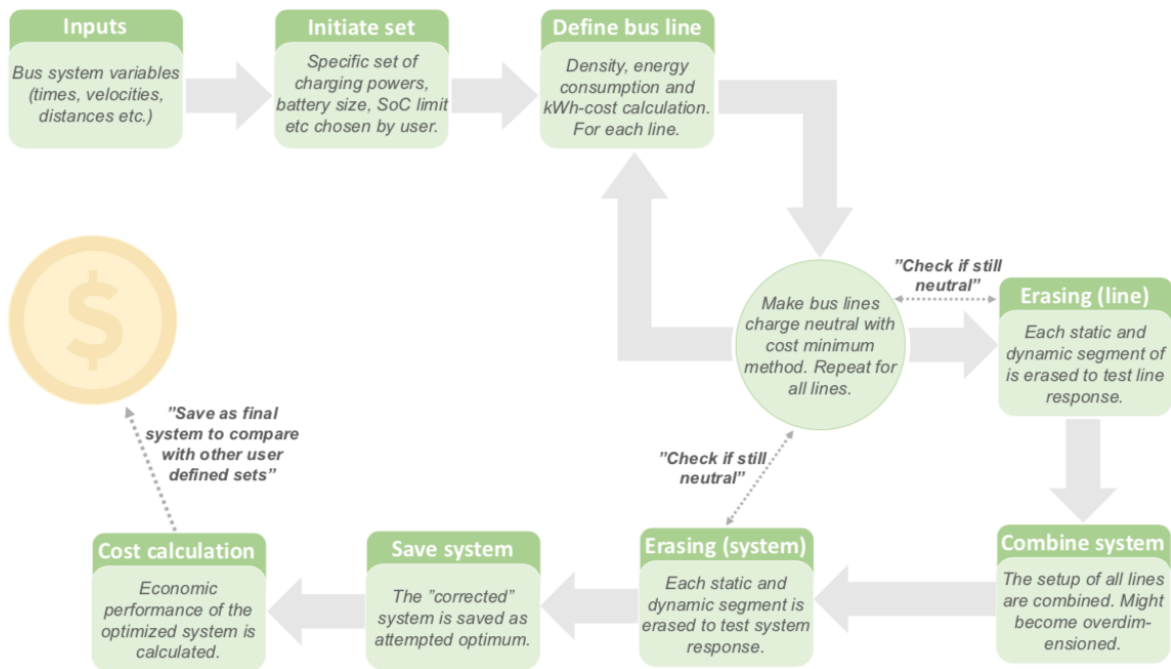 Inputs
Bus system variables
(times, velocities,
distances etc.)
Initiate set
Specific set of
charging powers,
battery size, SoC limit
etc chosen by user.
Define bus line
Density, energy
consumption and
kWh-cost calculation.
For each line.
$
"Check if still
neutral"
Make bus lines
charge neutral with
cost minimum
method. Repeat for
all lines.
Erasing (line)
Each static and
dynamic segment of
is erased to test line
response.
"Save as final
system to compare
with other user
defined sets"
"Check if still
neutral"
Cost calculation
Economic
performance of the
optimized system is
calculated.
Save system
The "corrected"
system is saved as
attempted optimum.
Erasing (system)
Each static and
dynamic segment is
erased to test system
response.
Combine system
The setup of all lines
are combined. Might
become overdim-
ensioned.